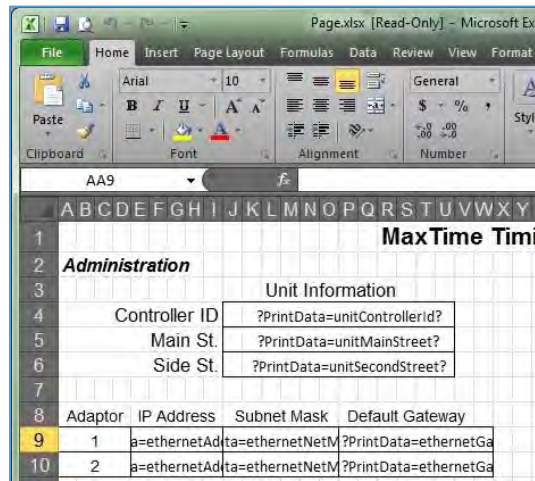 Page.xlsx [Read-Only] - Microsoft Ex
File Home Insert Page Layout Formulas Data Review View Format
Paste Arial 10 General
B I U A A $ % , Styl
Clipboard Font Alignment Number
AA9 fx
A B C D E F G H I J K L M N O P Q R S T U V W X Y
1 MaxTime Timi
2 Administration
3 Unit Information
4 Controller ID ?PrintData=unitControllerId?
5 Main St. ?PrintData=unitMainStreet?
6 Side St. ?PrintData=unitSecondStreet?
7
8 Adaptor IP Address Subnet Mask Default Gateway
9 1 a=ethernetAd ta=ethernetNetM ?PrintData=ethernetGa
10 2 a=ethernetAd ta=ethernetNetM ?PrintData=ethernetGa